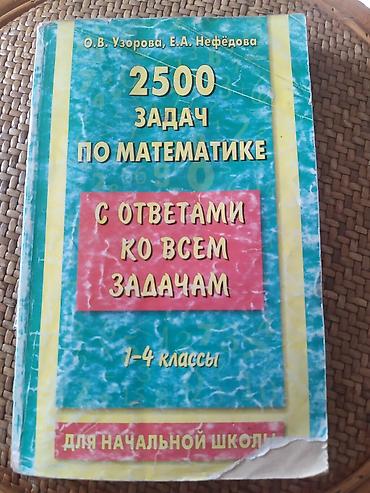 О.В. Узорова, Е.А. Нефёдова
2500
ЗАДАЧ
ПО МАТЕМАТИКЕ
С ОТВЕТАМИ
КО ВСЕМ
ЗАДАЧАМ
1-4 классы
ДЛЯ НАЧАЛЬНОЙ ШКОЛЫ